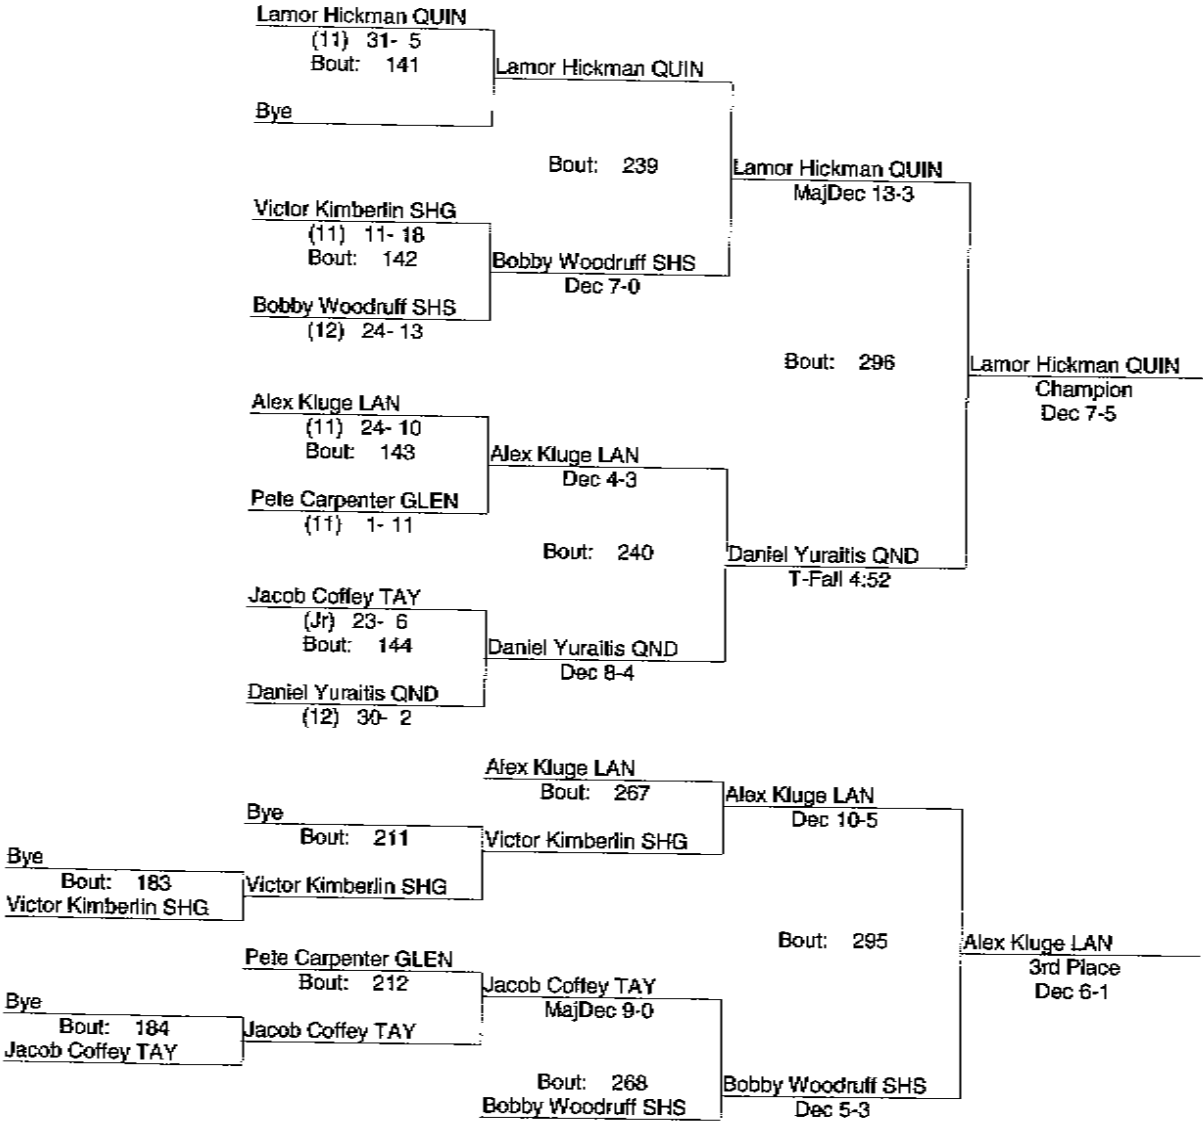 Lamor Hickman QUIN
(11) 31- 5
Bout: 141
Lamor Hickman QUIN
Bye
Bout: 239
Lamor Hickman QUIN
MajDec 13-3
Victor Kimberlin SHG
(11) 11- 18
Bout: 142
Bobby Woodruff SHS
Dec 7-0
Bobby Woodruff SHS
(12) 24- 13
Bout: 296
Lamor Hickman QUIN
Champion
Dec 7-5
Alex Kluge LAN
(11) 24- 10
Bout: 143
Alex Kluge LAN
Dec 4-3
Pete Carpenter GLEN
(11) 1- 11
Bout: 240
Daniel Yuraitis QND
T-Fall 4:52
Jacob Coffey TAY
(Jr) 23- 6
Bout: 144
Daniel Yuraitis QND
Dec 8-4
Daniel Yuraitis QND
(12) 30- 2
Alex Kluge LAN
Bout: 267
Alex Kluge LAN
Dec 10-5
Bye
Bout: 211
Victor Kimberlin SHG
Bye
Bout: 183
Victor Kimberlin SHG
Victor Kimberlin SHG
Bout: 295
Alex Kluge LAN
3rd Place
Dec 6-1
Pete Carpenter GLEN
Bout: 212
Jacob Coffey TAY
MajDec 9-0
Bye
Bout: 184
Jacob Coffey TAY
Jacob Coffey TAY
Bout: 268
Bobby Woodruff SHS
Bobby Woodruff SHS
Dec 5-3